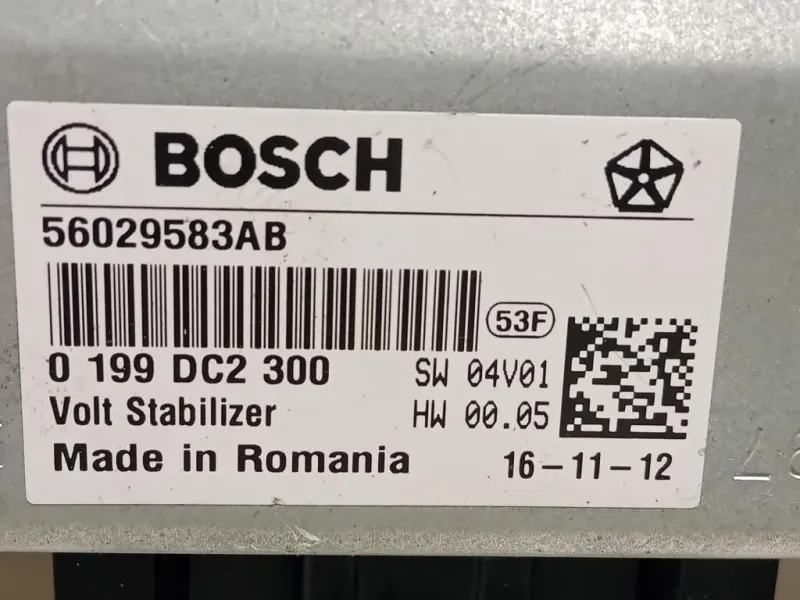 BOSCH
56029583AB
53F
0 199 DC2 300
SW 04V01
Volt Stabilizer
HW 00.05
Made in Romania
16-11-12